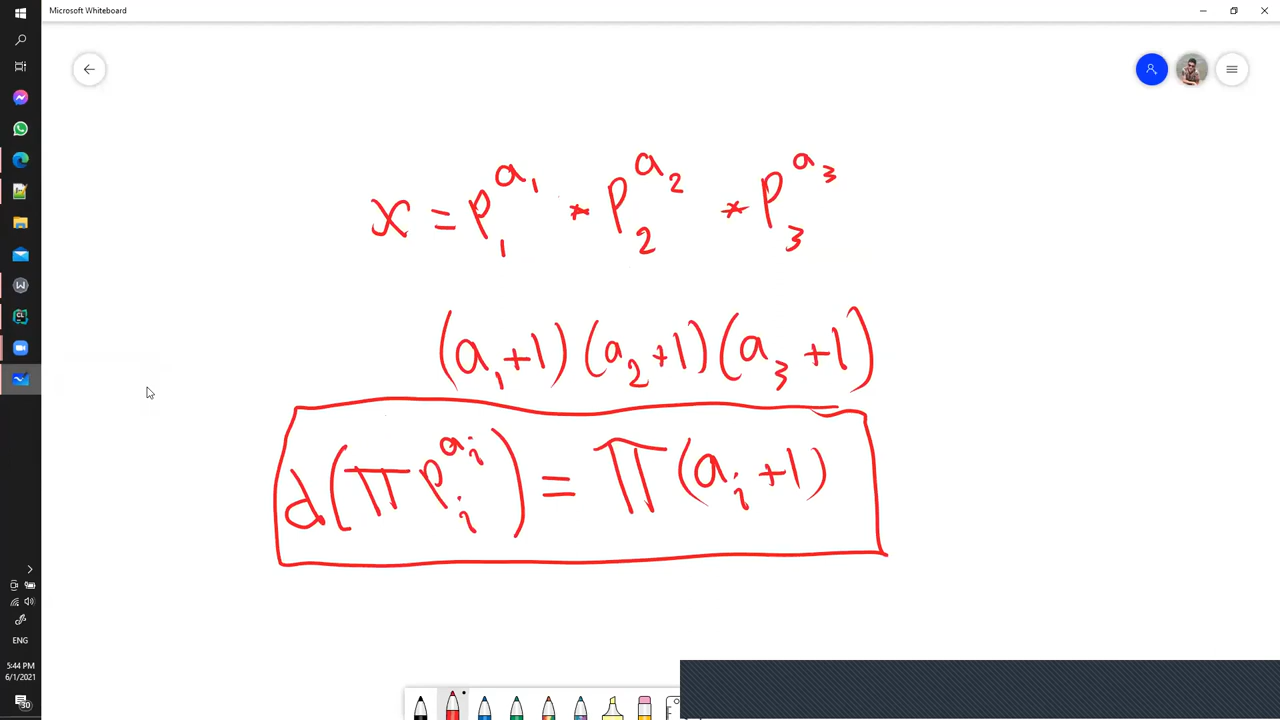 Microsoft Whiteboard
x = p₁^a₁ * p₂^a₂ * p₃^a₃
(a₁+1)(a₂+1)(a₃+1)
d(∏ pᵢ^aᵢ) = ∏(aᵢ+1)
ENG
5:44 PM
6/1/2021
30